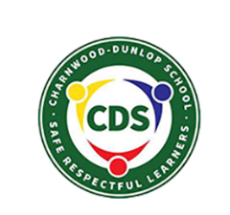 · CHARNWOOD-DUNLOP SCHOOL ·
CDS
SAFE RESPECTFUL LEARNERS